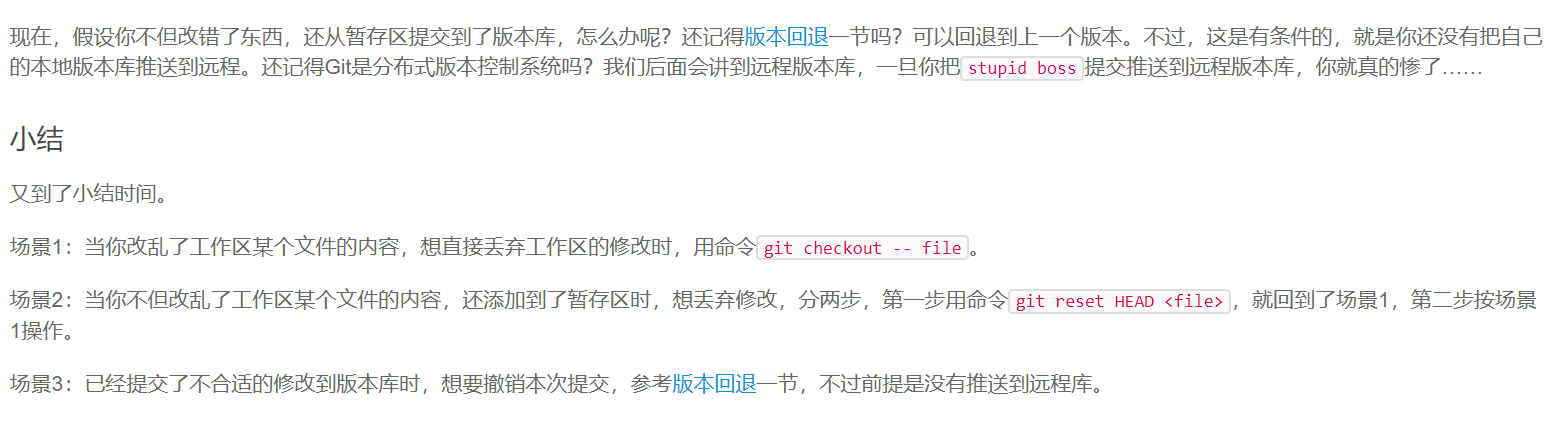 现在，假设你不但改错了东西，还从暂存区提交到了版本库，怎么办呢？还记得版本回退一节吗？可以回退到上一个版本。不过，这是有条件的，就是你还没有把自己
的本地版本库推送到远程。还记得Git是分布式版本控制系统吗？我们后面会讲到远程版本库，一旦你把stupid boss提交推送到远程版本库，你就真的惨了……
小结
又到了小结时间。
场景1：当你改乱了工作区某个文件的内容，想直接丢弃工作区的修改时，用命令git checkout -- file。
场景2：当你不但改乱了工作区某个文件的内容，还添加到了暂存区时，想丢弃修改，分两步，第一步用命令git reset HEAD <file>，就回到了场景1，第二步按场景
1操作。
场景3：已经提交了不合适的修改到版本库时，想要撤销本次提交，参考版本回退一节，不过前提是没有推送到远程库。